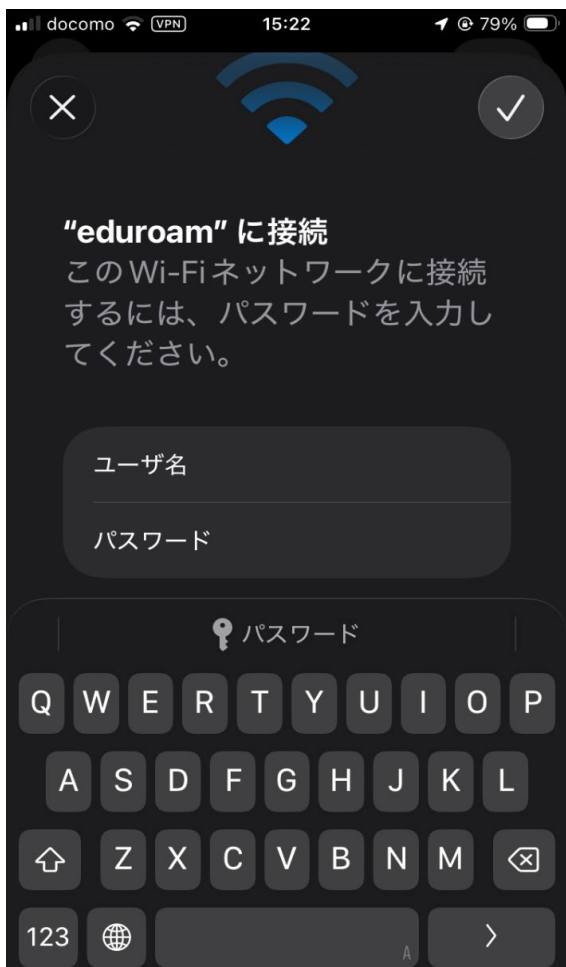 docomo VPN 15:22 79%
“eduroam” に接続
このWi-Fiネットワークに接続
するには、パスワードを入力し
てください。
ユーザ名
パスワード
パスワード
Q W E R T Y U I O P
A S D F G H J K L
Z X C V B N M
123 A